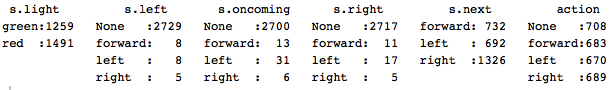 s.light s.left s.oncoming s.right s.next action
green:1259 None :2729 None :2700 None :2717 forward: 732 None :708
red :1491 forward: 8 forward: 13 forward: 11 left : 692 forward:683
left : 8 left : 31 left : 17 right :1326 left :670
right : 5 right : 6 right : 5 right :689